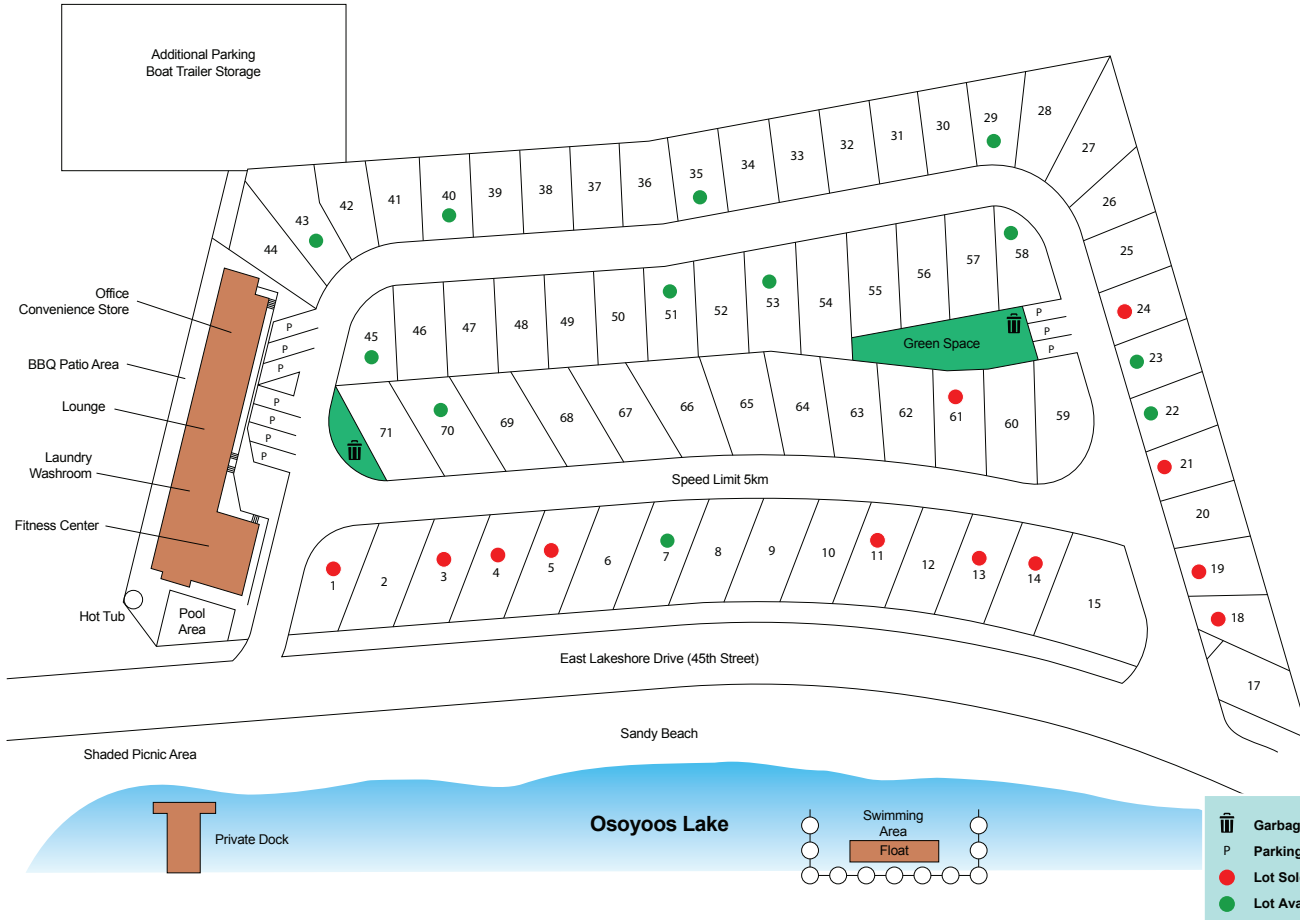 Additional Parking
Boat Trailer Storage
28
29
30
31
32
33
34
35
36
37
38
39
40
41
42
43
44
27
26
25
24
23
22
21
20
19
18
17
58
57
56
55
54
53
52
51
50
49
48
47
46
45
Office
Convenience Store
BBQ Patio Area
Lounge
Laundry
Washroom
Fitness Center
Hot Tub
Pool
Area
P
P
P
P
P
P
P
P
P
P
Green Space
71
70
69
68
67
66
65
64
63
62
61
60
59
Speed Limit 5km
1
2
3
4
5
6
7
8
9
10
11
12
13
14
15
East Lakeshore Drive (45th Street)
Sandy Beach
Shaded Picnic Area
Private Dock
Osoyoos Lake
Swimming
Area
Float
Garbag
P Parking
Lot Sol
Lot Ava